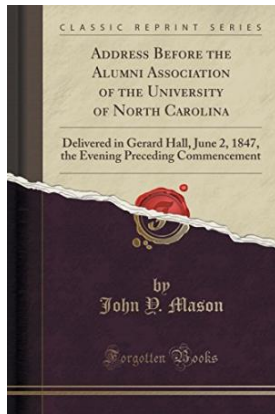 CLASSIC REPRINT SERIES
ADDRESS BEFORE THE
ALUMNI ASSOCIATION
OF THE UNIVERSITY
OF NORTH CAROLINA
Delivered in Gerard Hall, June 2, 1847,
the Evening Preceding Commencement
by
John Y. Mason
Forgotten Books